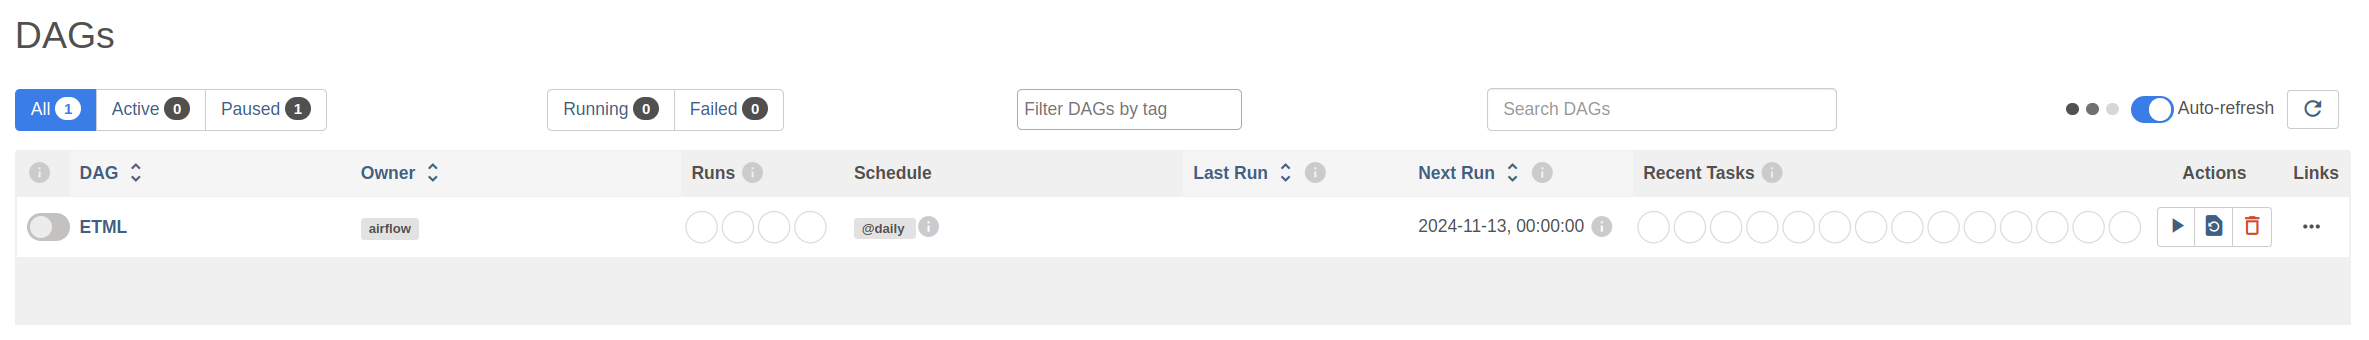 DAGs
All 1 Active 0 Paused 1 Running 0 Failed 0 Filter DAGs by tag Search DAGs Auto-refresh
DAG Owner Runs Schedule Last Run Next Run Recent Tasks Actions Links
ETML airflow @daily 2024-11-13, 00:00:00